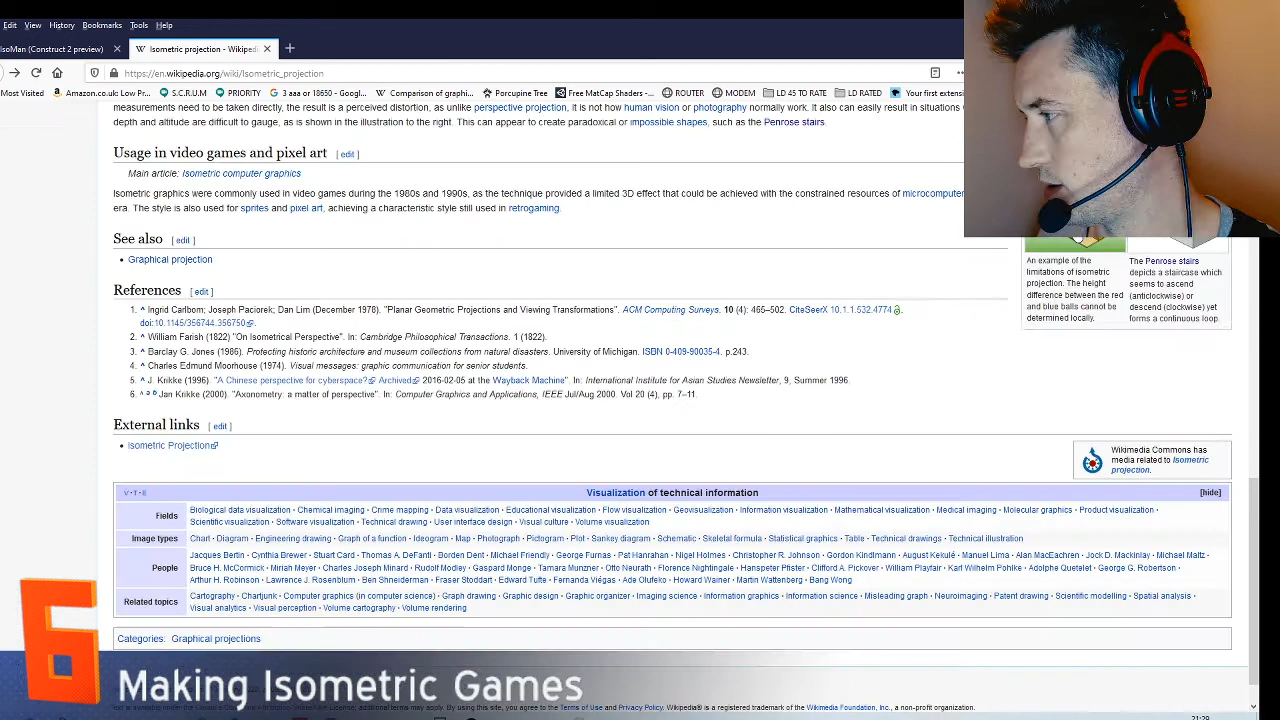 Edit View History Bookmarks Tools Help
IsoMan (Construct 2 preview) × Isometric projection - Wikiped × +
https://en.wikipedia.org/wiki/Isometric_projection
Most Visited Amazon.co.uk: Low Pr... S.C.R.U.M PRIORITY 3 aaa or 18650 - Googl... Comparison of graphi... Porcupine Tree Free MatCap Shaders -... ROUTER MODEM LD 45 TO RATE LD RATED Your first extensi
measurements need to be taken directly, the result is a perceived distortion, as unlike perspective projection, it is not how human vision or photography normally work. It also can easily result in situations
depth and altitude are difficult to gauge, as is shown in the illustration to the right. This can appear to create paradoxical or impossible shapes, such as the Penrose stairs.
Usage in video games and pixel art [ edit ]
Main article: Isometric computer graphics
Isometric graphics were commonly used in video games during the 1980s and 1990s, as the technique provided a limited 3D effect that could be achieved with the constrained resources of microcomputer
era. The style is also used for sprites and pixel art, achieving a characteristic style still used in retrogaming.
See also [ edit ]
• Graphical projection
An example of the
limitations of isometric
projection. The height
difference between the red
and blue balls cannot be
determined locally.
The Penrose stairs
depicts a staircase which
seems to ascend
(anticlockwise) or
descend (clockwise) yet
forms a continuous loop.
References [ edit ]
1. ^ Ingrid Carlbom; Joseph Paciorek; Dan Lim (December 1978). "Planar Geometric Projections and Viewing Transformations". ACM Computing Surveys. 10 (4): 465–502. CiteSeerX 10.1.1.532.4774.
doi:10.1145/356744.356750.
2. ^ William Farish (1822) "On Isometrical Perspective". In: Cambridge Philosophical Transactions. 1 (1822).
3. ^ Barclay G. Jones (1986). Protecting historic architecture and museum collections from natural disasters. University of Michigan. ISBN 0-409-90035-4. p.243.
4. ^ Charles Edmund Moorhouse (1974). Visual messages: graphic communication for senior students.
5. ^ J. Krikke (1996). "A Chinese perspective for cyberspace?" Archived 2016-02-05 at the Wayback Machine". In: International Institute for Asian Studies Newsletter, 9, Summer 1996.
6. ^ a b Jan Krikke (2000). "Axonometry: a matter of perspective". In: Computer Graphics and Applications, IEEE Jul/Aug 2000. Vol 20 (4), pp. 7–11.
External links [ edit ]
• Isometric Projection
Wikimedia Commons has
media related to Isometric
projection.
V · T · E Visualization of technical information [hide]
Fields
Biological data visualization · Chemical imaging · Crime mapping · Data visualization · Educational visualization · Flow visualization · Geovisualization · Information visualization · Mathematical visualization · Medical imaging · Molecular graphics · Product visualization ·
Scientific visualization · Software visualization · Technical drawing · User interface design · Visual culture · Volume visualization
Image types Chart · Diagram · Engineering drawing · Graph of a function · Ideogram · Map · Photograph · Pictogram · Plot · Sankey diagram · Schematic · Skeletal formula · Statistical graphics · Table · Technical drawings · Technical illustration
People
Jacques Bertin · Cynthia Brewer · Stuart Card · Thomas A. DeFanti · Borden Dent · Michael Friendly · George Furnas · Pat Hanrahan · Nigel Holmes · Christopher R. Johnson · Gordon Kindlmann · August Kekulé · Manuel Lima · Alan MacEachren · Jock D. Mackinlay · Michael Maltz ·
Bruce H. McCormick · Miriah Meyer · Charles Joseph Minard · Rudolf Modley · Gaspard Monge · Tamara Munzner · Otto Neurath · Florence Nightingale · Hanspeter Pfister · Clifford A. Pickover · William Playfair · Karl Wilhelm Pohlke · Adolphe Quetelet · George G. Robertson ·
Arthur H. Robinson · Lawrence J. Rosenblum · Ben Shneiderman · Fraser Stoddart · Edward Tufte · Fernanda Viégas · Ade Olufeko · Howard Wainer · Martin Wattenberg · Bang Wong
Related topics
Cartography · Chartjunk · Computer graphics (in computer science) · Graph drawing · Graphic design · Graphic organizer · Imaging science · Information graphics · Information science · Misleading graph · Neuroimaging · Patent drawing · Scientific modelling · Spatial analysis ·
Visual analytics · Visual perception · Volume cartography · Volume rendering
Categories: Graphical projections
6 Making Isometric Games
additional terms may apply. By using this site, you agree to the Terms of Use and Privacy Policy. Wikipedia® is a registered trademark of the Wikimedia Foundation, Inc., a non-profit organization.
21:29